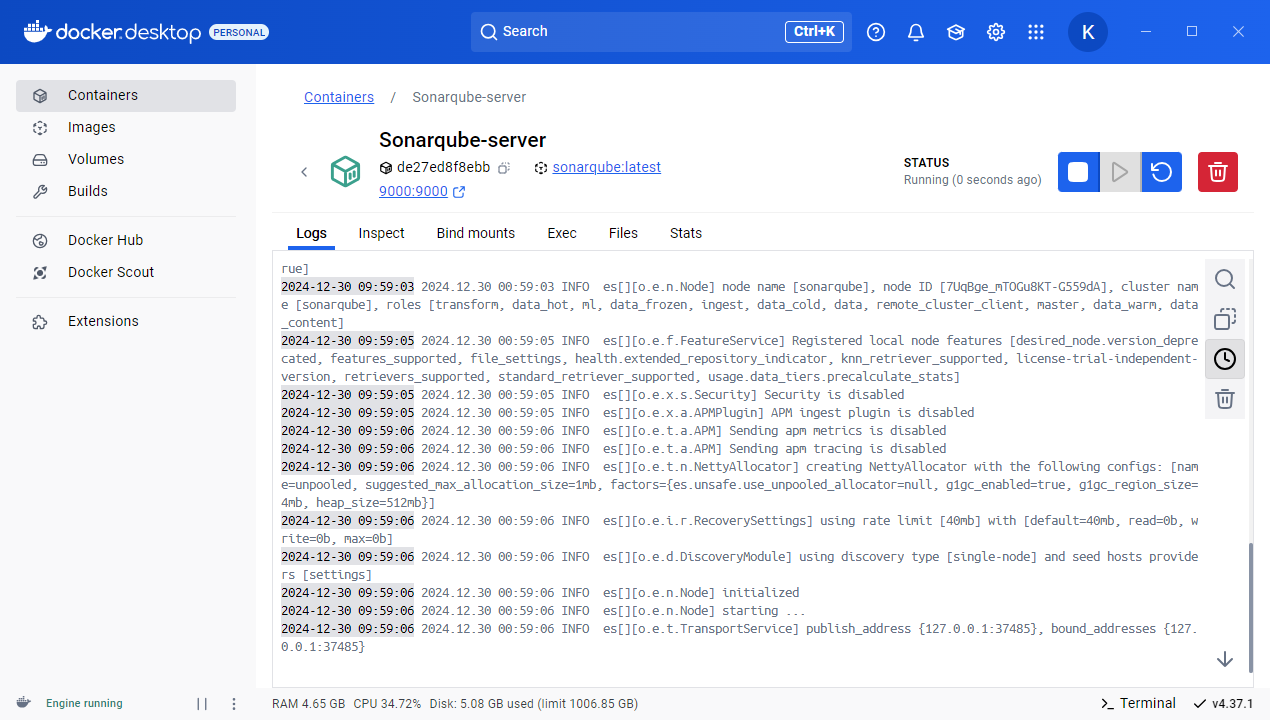 docker.desktop PERSONAL
Search Ctrl+K
K
Containers
Images
Volumes
Builds
Docker Hub
Docker Scout
Extensions
Containers / Sonarqube-server
Sonarqube-server
de27ed8f8ebb sonarqube:latest
9000:9000
STATUS
Running (0 seconds ago)
Logs Inspect Bind mounts Exec Files Stats
rue]
2024-12-30 09:59:03 2024.12.30 00:59:03 INFO es[][o.e.n.Node] node name [sonarqube], node ID [7UqBge_mTOGu8KT-G559dA], cluster nam
e [sonarqube], roles [transform, data_hot, ml, data_frozen, ingest, data_cold, data, remote_cluster_client, master, data_warm, data
_content]
2024-12-30 09:59:05 2024.12.30 00:59:05 INFO es[][o.e.f.FeatureService] Registered local node features [desired_node.version_depre
cated, features_supported, file_settings, health.extended_repository_indicator, knn_retriever_supported, license-trial-independent-
version, retrievers_supported, standard_retriever_supported, usage.data_tiers.precalculate_stats]
2024-12-30 09:59:05 2024.12.30 00:59:05 INFO es[][o.e.x.s.Security] Security is disabled
2024-12-30 09:59:05 2024.12.30 00:59:05 INFO es[][o.e.x.a.APMPlugin] APM ingest plugin is disabled
2024-12-30 09:59:06 2024.12.30 00:59:06 INFO es[][o.e.t.a.APM] Sending apm metrics is disabled
2024-12-30 09:59:06 2024.12.30 00:59:06 INFO es[][o.e.t.a.APM] Sending apm tracing is disabled
2024-12-30 09:59:06 2024.12.30 00:59:06 INFO es[][o.e.t.n.NettyAllocator] creating NettyAllocator with the following configs: [nam
e=unpooled, suggested_max_allocation_size=1mb, factors={es.unsafe.use_unpooled_allocator=null, g1gc_enabled=true, g1gc_region_size=
4mb, heap_size=512mb}]
2024-12-30 09:59:06 2024.12.30 00:59:06 INFO es[][o.e.i.r.RecoverySettings] using rate limit [40mb] with [default=40mb, read=0b, w
rite=0b, max=0b]
2024-12-30 09:59:06 2024.12.30 00:59:06 INFO es[][o.e.d.DiscoveryModule] using discovery type [single-node] and seed hosts provide
rs [settings]
2024-12-30 09:59:06 2024.12.30 00:59:06 INFO es[][o.e.n.Node] initialized
2024-12-30 09:59:06 2024.12.30 00:59:06 INFO es[][o.e.n.Node] starting ...
2024-12-30 09:59:06 2024.12.30 00:59:06 INFO es[][o.e.t.TransportService] publish_address {127.0.0.1:37485}, bound_addresses {127.
0.0.1:37485}
Engine running
RAM 4.65 GB CPU 34.72% Disk: 5.08 GB used (limit 1006.85 GB)
Terminal
v4.37.1